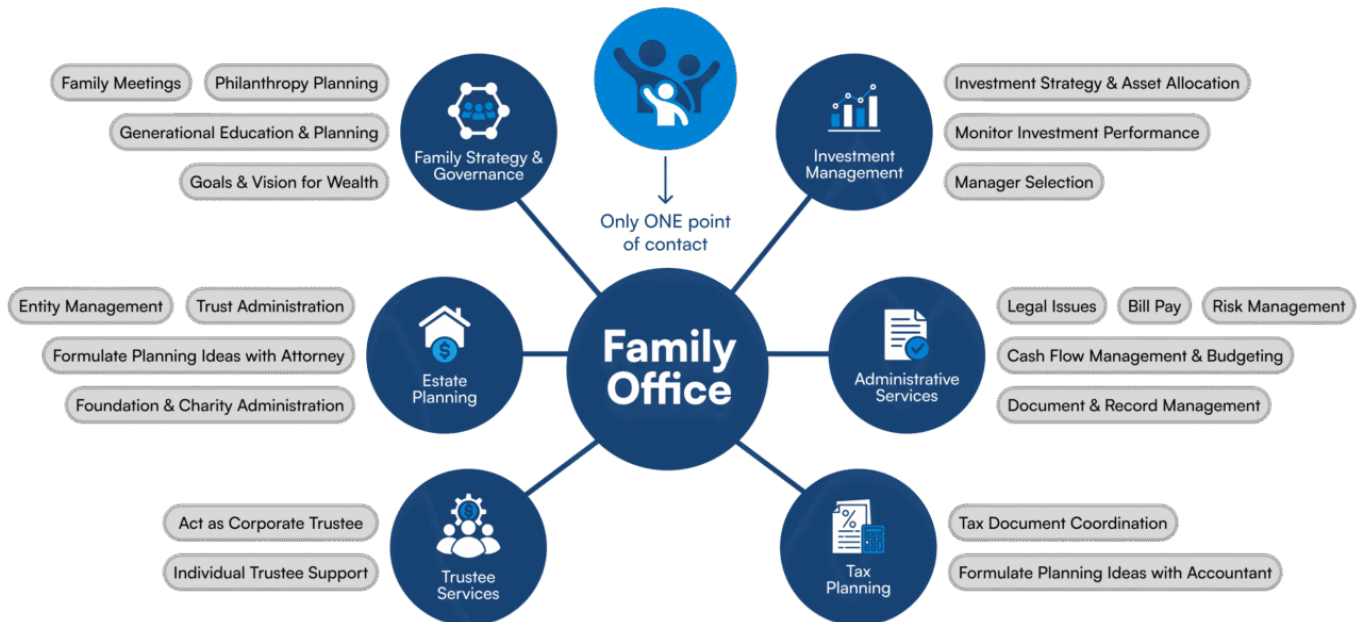 Family Meetings
Philanthropy Planning
Generational Education & Planning
Goals & Vision for Wealth
Family Strategy &
Governance
Only ONE point
of contact
Investment
Management
Investment Strategy & Asset Allocation
Monitor Investment Performance
Manager Selection
Entity Management
Trust Administration
Formulate Planning Ideas with Attorney
Foundation & Charity Administration
$
Estate
Planning
Family
Office
Administrative
Services
Legal Issues
Bill Pay
Risk Management
Cash Flow Management & Budgeting
Document & Record Management
Act as Corporate Trustee
Individual Trustee Support
$
Trustee
Services
%
Tax
Planning
Tax Document Coordination
Formulate Planning Ideas with Accountant